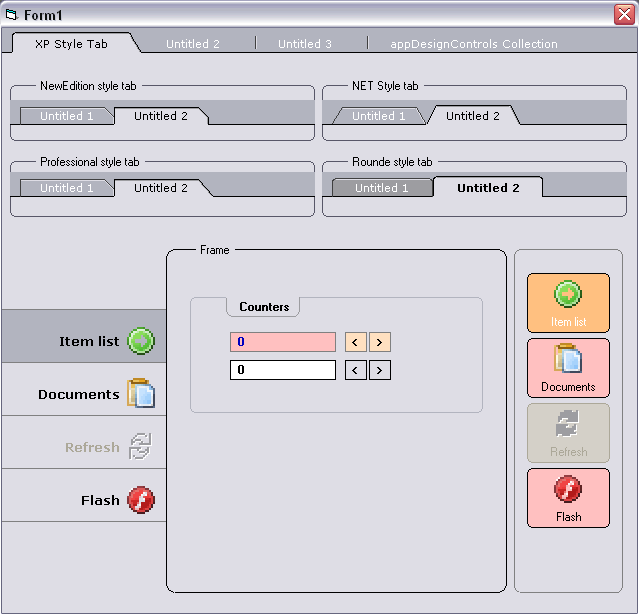 Form1
XP Style Tab Untitled 2 Untitled 3 appDesignControls Collection
NewEdition style tab
Untitled 1 Untitled 2
NET Style tab
Untitled 1 Untitled 2
Professional style tab
Untitled 1 Untitled 2
Rounde style tab
Untitled 1 Untitled 2
Item list
Documents
Refresh
Flash
Frame
Counters
0 < >
0 < >
Item list
Documents
Refresh
Flash